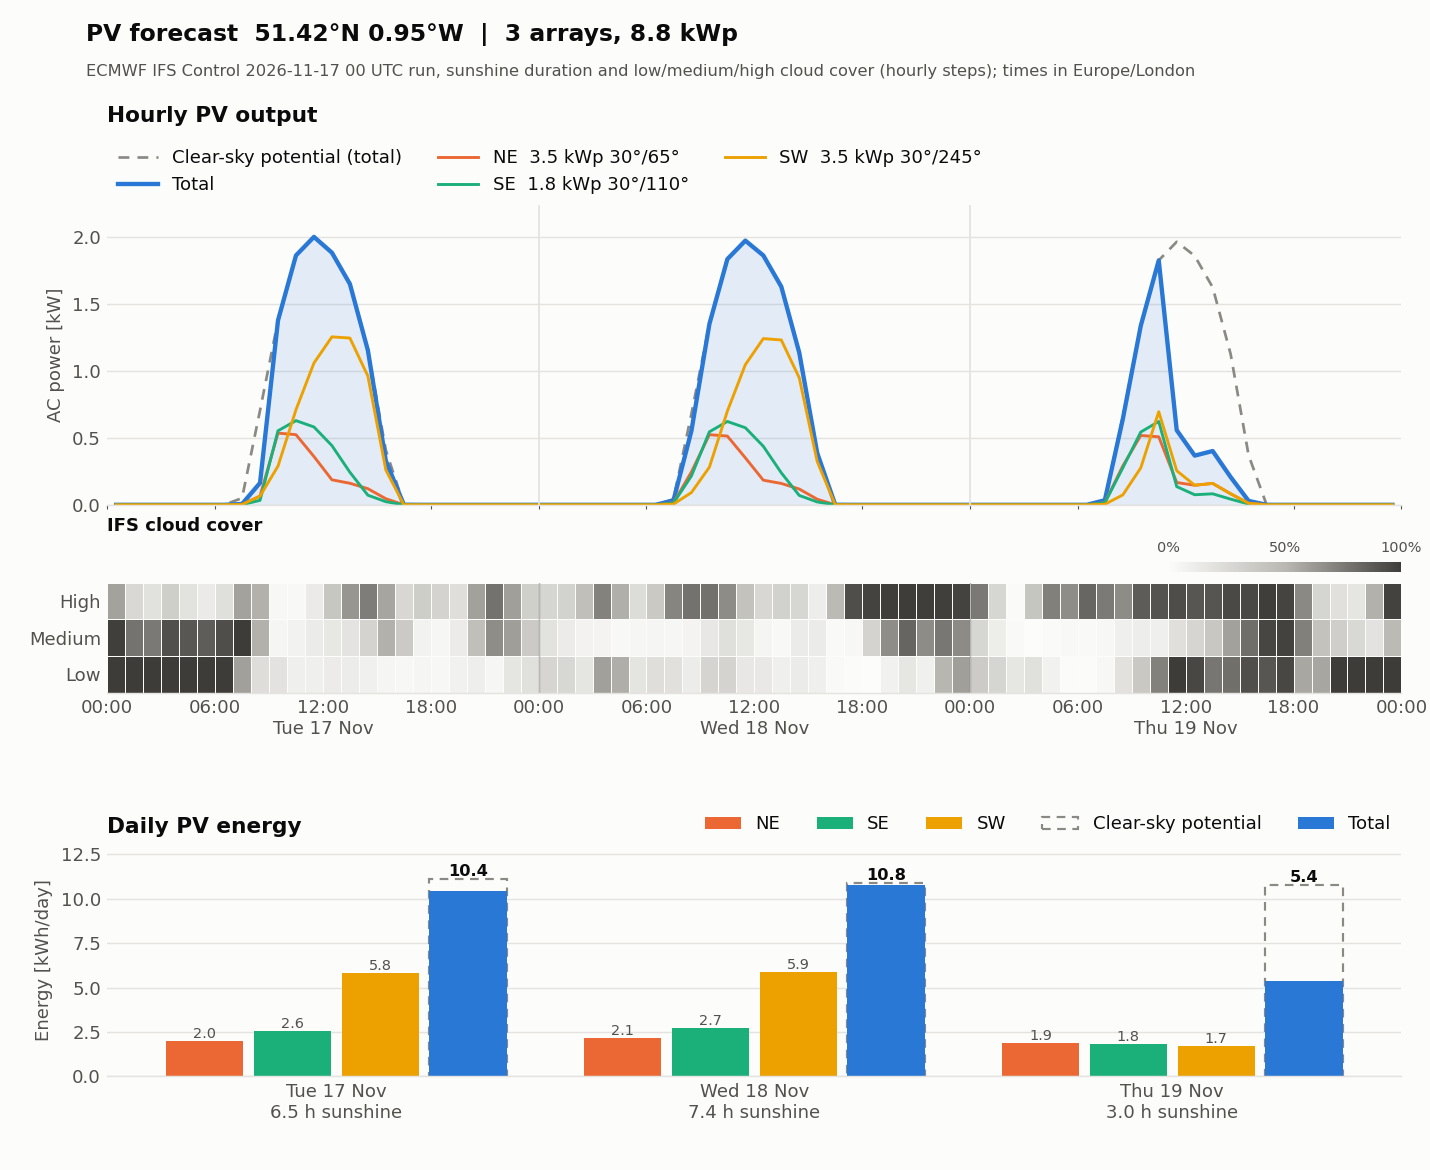 PV forecast  51.42°N 0.95°W  |  3 arrays, 8.8 kWp
ECMWF IFS Control 2026-11-17 00 UTC run, sunshine duration and low/medium/high cloud cover (hourly steps); times in Europe/London
Hourly PV output
Clear-sky potential (total)
Total
NE  3.5 kWp 30°/65°
SE  1.8 kWp 30°/110°
SW  3.5 kWp 30°/245°
AC power [kW]
2.0
1.5
1.0
0.5
0.0
IFS cloud cover
0% 50% 100%
High
Medium
Low
00:00 06:00 12:00 18:00 00:00 06:00 12:00 18:00 00:00 06:00 12:00 18:00 00:00
Tue 17 Nov Wed 18 Nov Thu 19 Nov
Daily PV energy
NE SE SW Clear-sky potential Total
Energy [kWh/day]
12.5
10.0
7.5
5.0
2.5
0.0
2.0 2.6 5.8 10.4
2.1 2.7 5.9 10.8
1.9 1.8 1.7 5.4
Tue 17 Nov Wed 18 Nov Thu 19 Nov
6.5 h sunshine 7.4 h sunshine 3.0 h sunshine